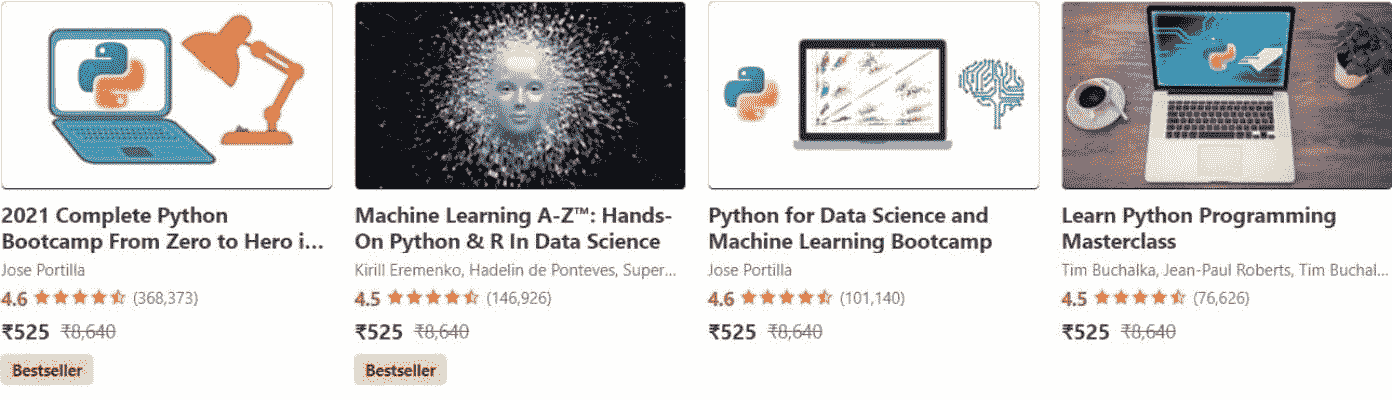 2021 Complete Python
Bootcamp From Zero to Hero i...
Jose Portilla
4.6 (368,373)
₹525 ₹8,640
Bestseller
Machine Learning A-Z™: Hands-
On Python & R In Data Science
Kirill Eremenko, Hadelin de Ponteves, Super...
4.5 (146,926)
₹525 ₹8,640
Bestseller
Python for Data Science and
Machine Learning Bootcamp
Jose Portilla
4.6 (101,140)
₹525 ₹8,640
Learn Python Programming
Masterclass
Tim Buchalka, Jean-Paul Roberts, Tim Buchal...
4.5 (76,626)
₹525 ₹8,640